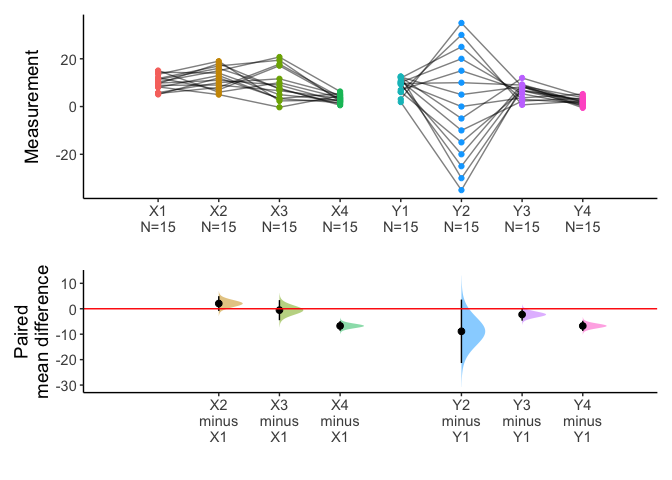 Measurement
20
0
-20
X1 X2 X3 X4 Y1 Y2 Y3 Y4
N=15 N=15 N=15 N=15 N=15 N=15 N=15 N=15
Paired
mean difference
10
0
-10
-20
-30
X2 X3 X4 Y2 Y3 Y4
minus minus minus minus minus minus
X1 X1 X1 Y1 Y1 Y1